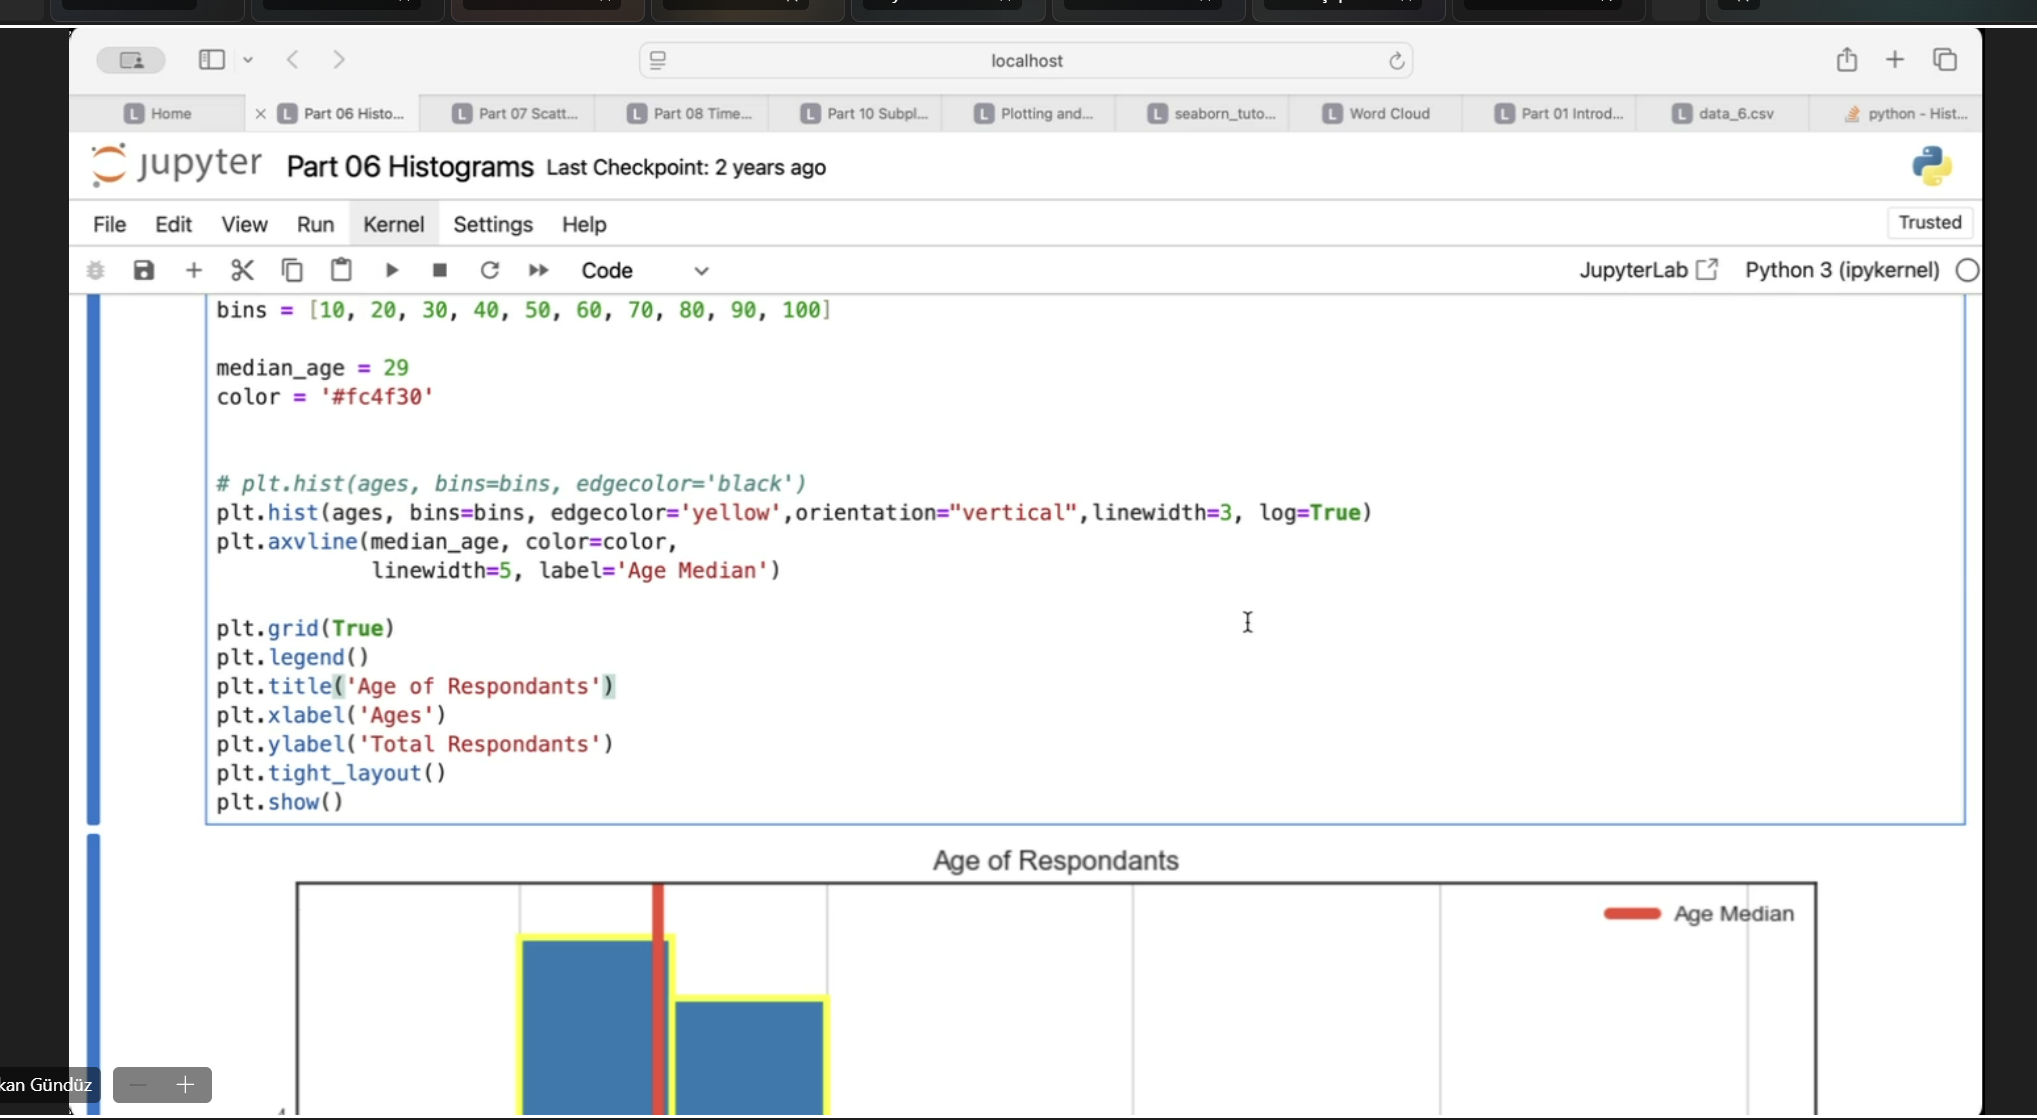 localhost
Home
Part 06 Histo...
Part 07 Scatt...
Part 08 Time...
Part 10 Subpl...
Plotting and...
seaborn_tuto...
Word Cloud
Part 01 Introd...
data_6.csv
python - Hist...
jupyter Part 06 Histograms Last Checkpoint: 2 years ago
File Edit View Run Kernel Settings Help
Trusted
Code
JupyterLab
Python 3 (ipykernel)
bins = [10, 20, 30, 40, 50, 60, 70, 80, 90, 100]
median_age = 29
color = '#fc4f30'
# plt.hist(ages, bins=bins, edgecolor='black')
plt.hist(ages, bins=bins, edgecolor='yellow',orientation="vertical",linewidth=3, log=True)
plt.axvline(median_age, color=color,
linewidth=5, label='Age Median')
plt.grid(True)
plt.legend()
plt.title('Age of Respondants')
plt.xlabel('Ages')
plt.ylabel('Total Respondants')
plt.tight_layout()
plt.show()
Age of Respondants
Age Median
kan Gündüz